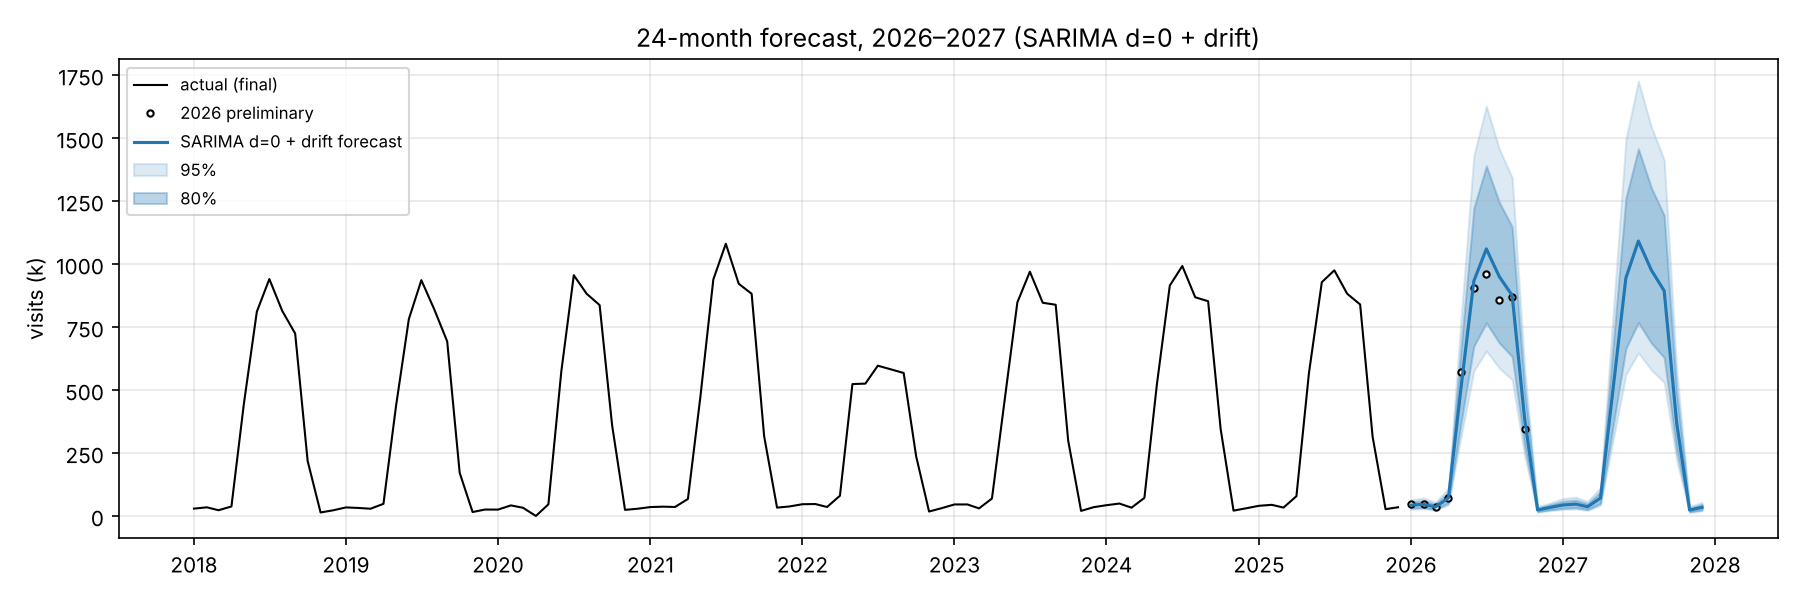 24-month forecast, 2026–2027 (SARIMA d=0 + drift)
actual (final)
2026 preliminary
SARIMA d=0 + drift forecast
95%
80%
visits (k)
1750
1500
1250
1000
750
500
250
0
2018 2019 2020 2021 2022 2023 2024 2025 2026 2027 2028